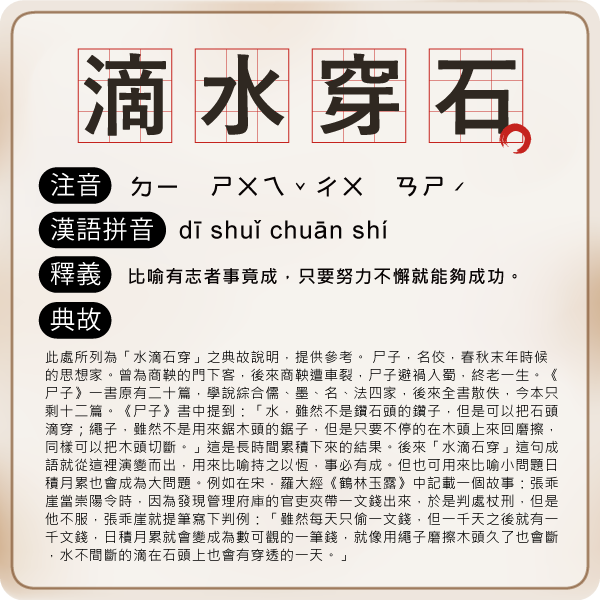 滴水穿石
注音 ㄉㄧ ㄕㄨㄟˇ ㄔㄨ ㄢㄕˊ
漢語拼音 dī shuǐ chuān shí
釋義 比喻有志者事竟成，只要努力不懈就能夠成功。
典故
此處所列為「水滴石穿」之典故說明，提供參考。 尸子，名佼，春秋末年時候
的思想家。曾為商鞅的門下客，後來商鞅遭車裂，尸子避禍入蜀，終老一生。《
尸子》一書原有二十篇，學說綜合儒、墨、名、法四家，後來全書散佚，今本只
剩十二篇。《尸子》書中提到：「水，雖然不是鑽石頭的鑽子，但是可以把石頭
滴穿；繩子，雖然不是用來鋸木頭的鋸子，但是只要不停的在木頭上來回磨擦，
同樣可以把木頭切斷。」這是長時間累積下來的結果。後來「水滴石穿」這句成
語就從這裡演變而出，用來比喻持之以恆，事必有成。但也可用來比喻小問題日
積月累也會成為大問題。例如在宋．羅大經《鶴林玉露》中記載一個故事：張乖
崖當崇陽令時，因為發現管理府庫的官吏夾帶一文錢出來，於是判處杖刑，但是
他不服，張乖崖就提筆寫下判例：「雖然每天只偷一文錢，但一千天之後就有一
千文錢，日積月累就會變成為數可觀的一筆錢，就像用繩子磨擦木頭久了也會斷
，水不間斷的滴在石頭上也會有穿透的一天。」